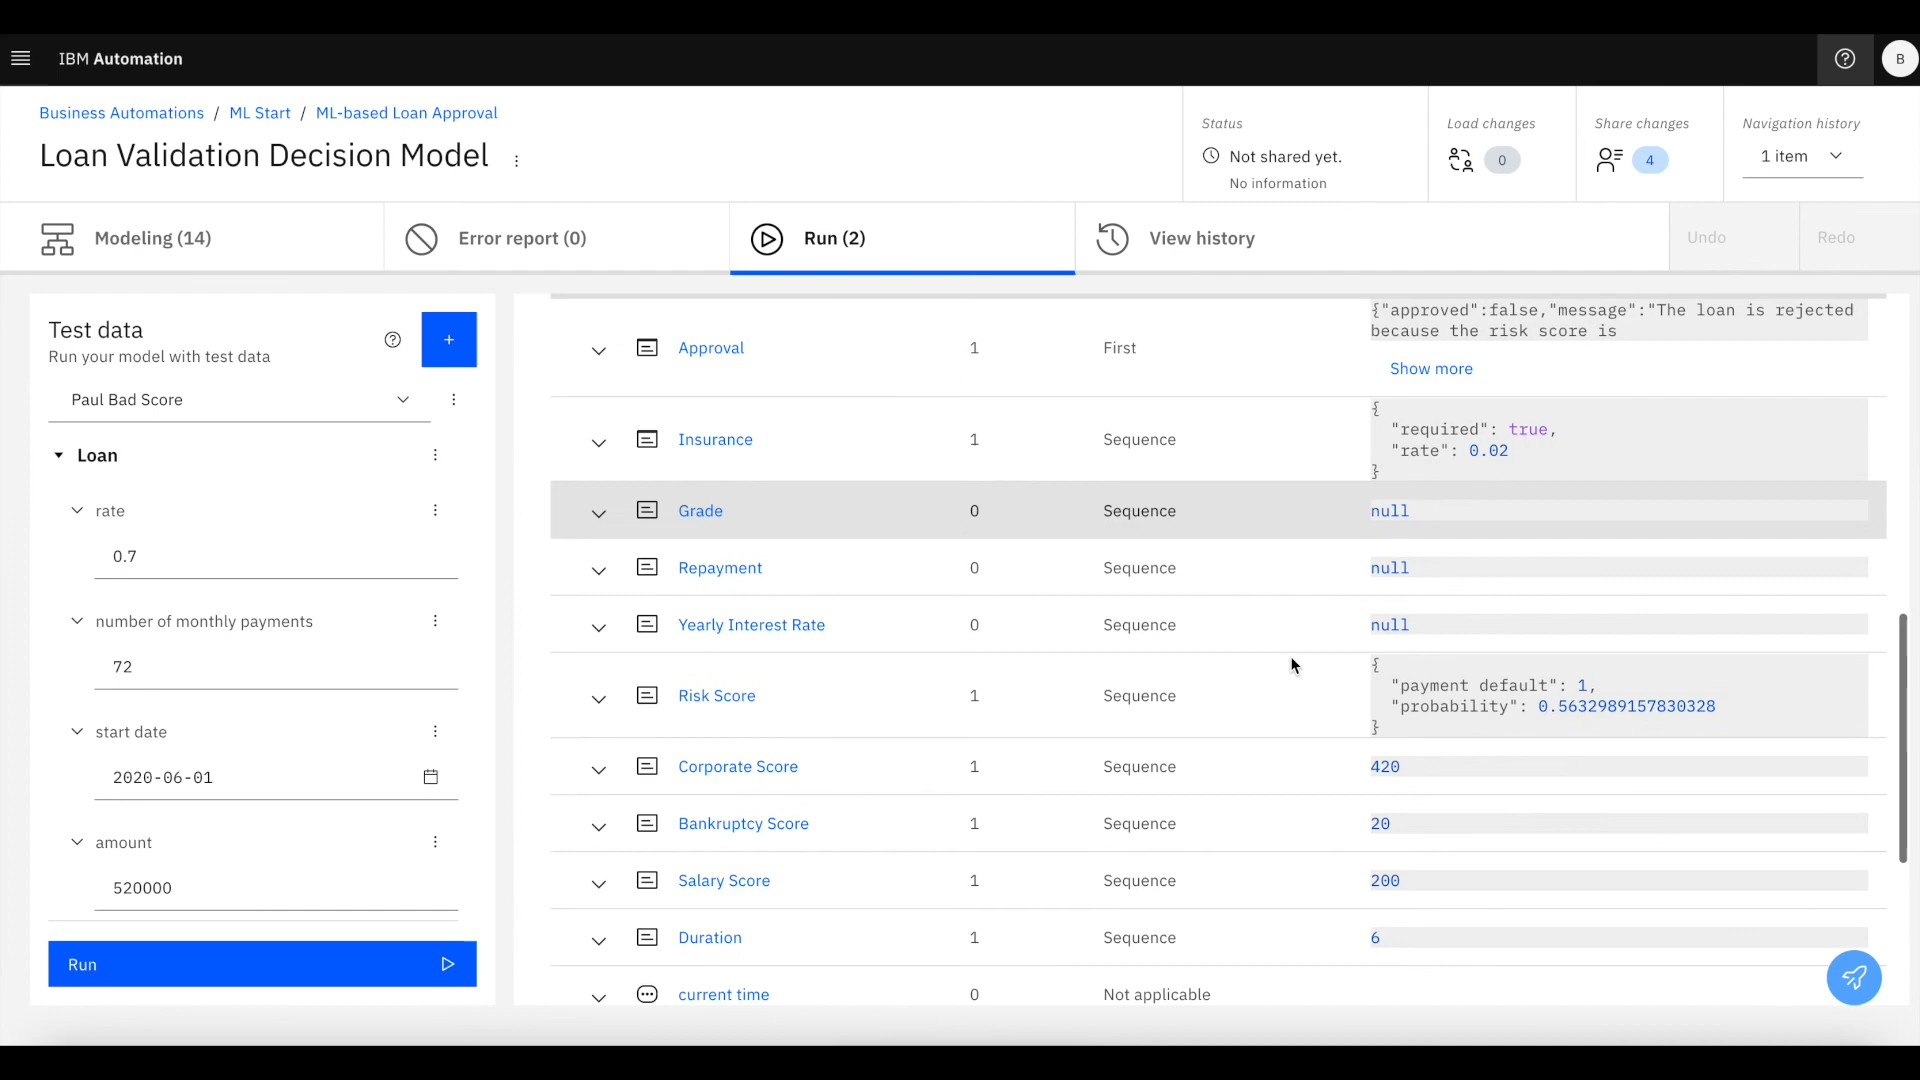 IBM Automation
B
Business Automations / ML Start / ML-based Loan Approval
Loan Validation Decision Model
Status
Not shared yet.
No information
Load changes
0
Share changes
4
Navigation history
1 item
Modeling (14)
Error report (0)
Run (2)
View history
Undo
Redo
Test data
Run your model with test data
+
Paul Bad Score
Loan
rate
0.7
number of monthly payments
72
start date
2020-06-01
amount
520000
Run
Approval 1 First
{"approved":false,"message":"The loan is rejected
because the risk score is
Show more
Insurance 1 Sequence
{
"required": true,
"rate": 0.02
}
Grade 0 Sequence null
Repayment 0 Sequence null
Yearly Interest Rate 0 Sequence null
Risk Score 1 Sequence
{
"payment default": 1,
"probability": 0.5632989157830328
}
Corporate Score 1 Sequence 420
Bankruptcy Score 1 Sequence 20
Salary Score 1 Sequence 200
Duration 1 Sequence 6
current time 0 Not applicable